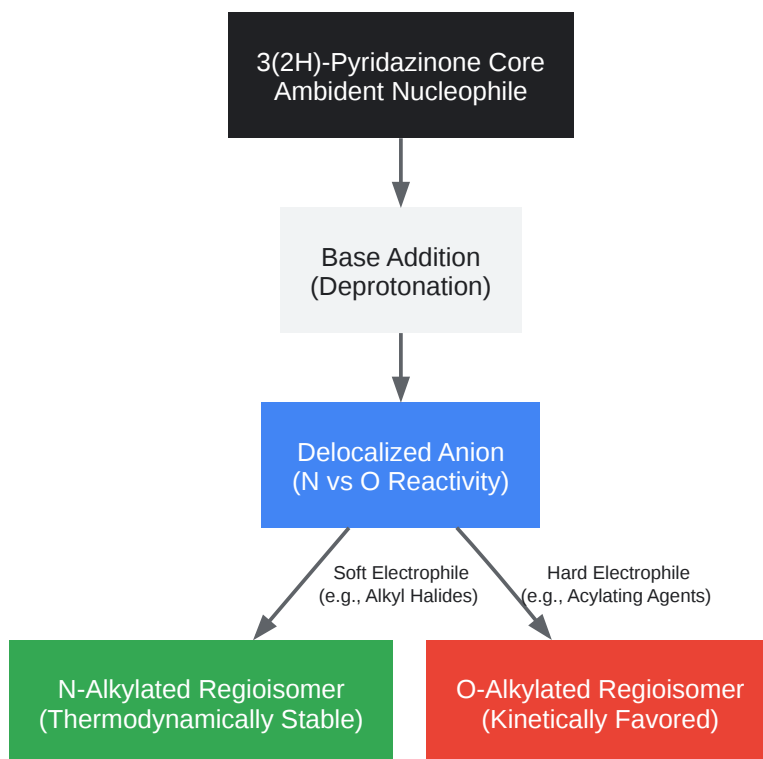 3(2H)-Pyridazinone Core
Ambident Nucleophile
Base Addition
(Deprotonation)
Delocalized Anion
(N vs O Reactivity)
Soft Electrophile
(e.g., Alkyl Halides)
Hard Electrophile
(e.g., Acylating Agents)
N-Alkylated Regioisomer
(Thermodynamically Stable)
O-Alkylated Regioisomer
(Kinetically Favored)